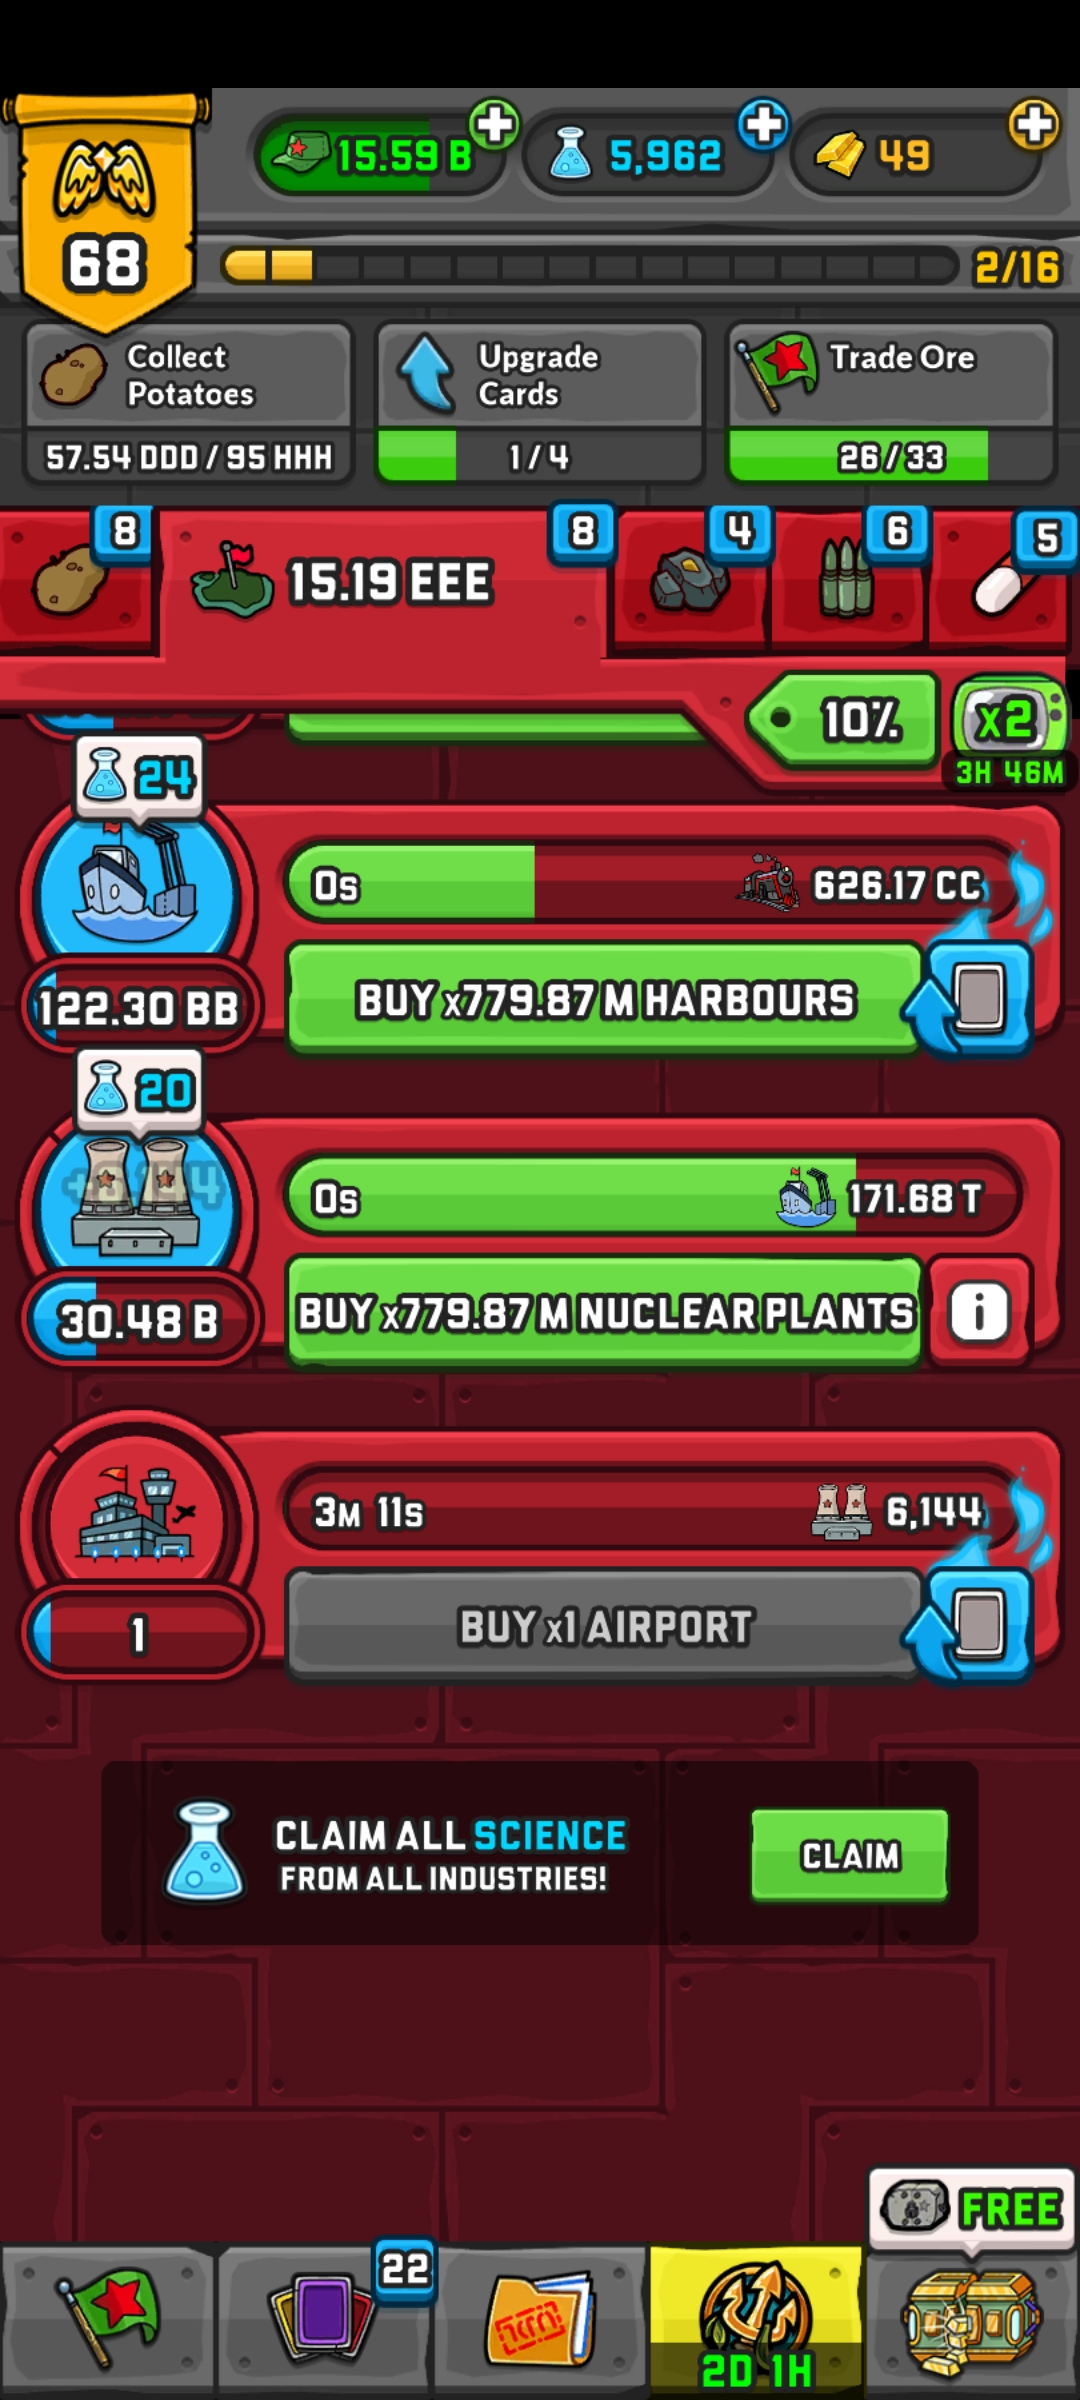 15.59 B
5,962
49
68
2/16
Collect
Potatoes
Upgrade
Cards
Trade Ore
57.54 DDD / 95 HHH
1 / 4
26 / 33
8
15.19 EEE
8
4
6
5
10%
x2
3H 46M
24
0s
626.17 CC
122.30 BB
BUY x779.87 M HARBOURS
20
+6,144
0s
171.68 T
30.48 B
BUY x779.87 M NUCLEAR PLANTS
i
3M 11s
6,144
1
BUY x1 AIRPORT
CLAIM ALL SCIENCE
FROM ALL INDUSTRIES!
CLAIM
FREE
22
2D 1H